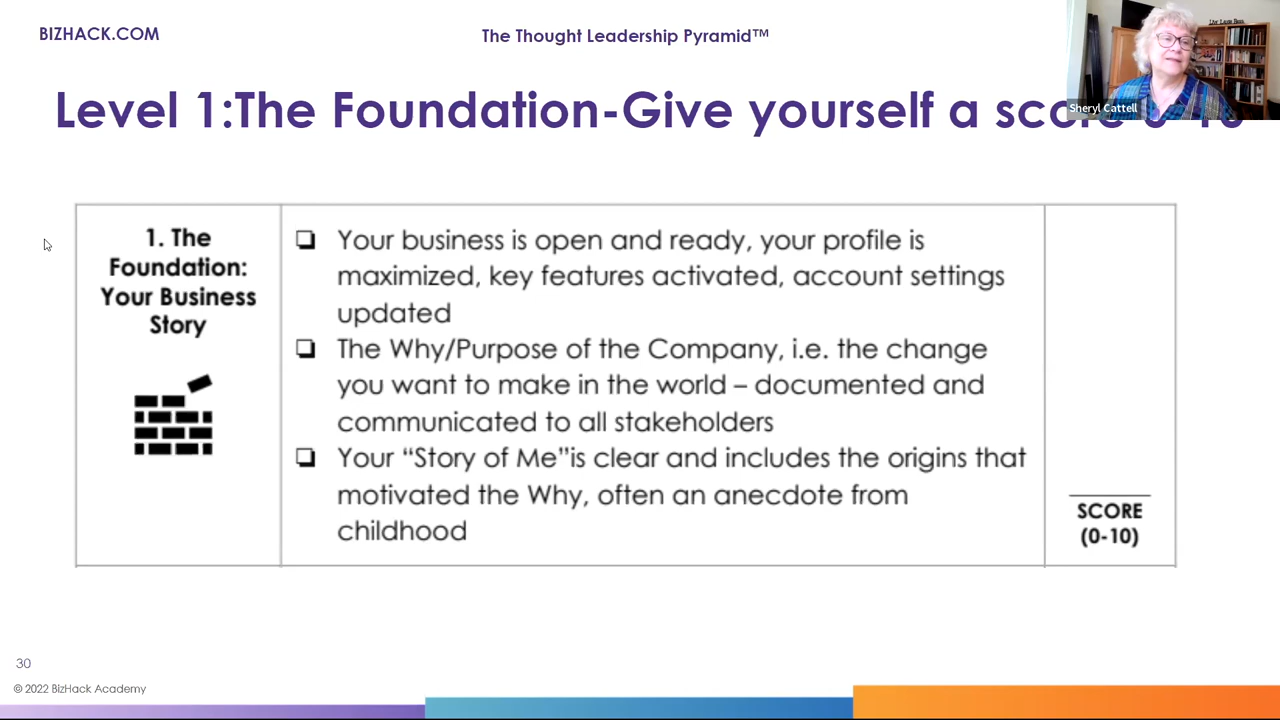 BIZHACK.COM
The Thought Leadership Pyramid™
Level 1:The Foundation-Give yourself a
Sheryl Cattell
1. The
Foundation:
Your Business
Story
❏ Your business is open and ready, your profile is
maximized, key features activated, account settings
updated
❏ The Why/Purpose of the Company, i.e. the change
you want to make in the world – documented and
communicated to all stakeholders
❏ Your “Story of Me”is clear and includes the origins that
motivated the Why, often an anecdote from
childhood
SCORE
(0-10)
30
© 2022 BizHack Academy